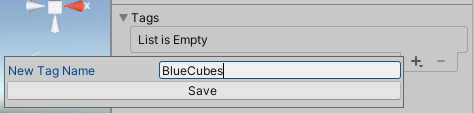 Tags
List is Empty
New Tag Name BlueCubes
Save